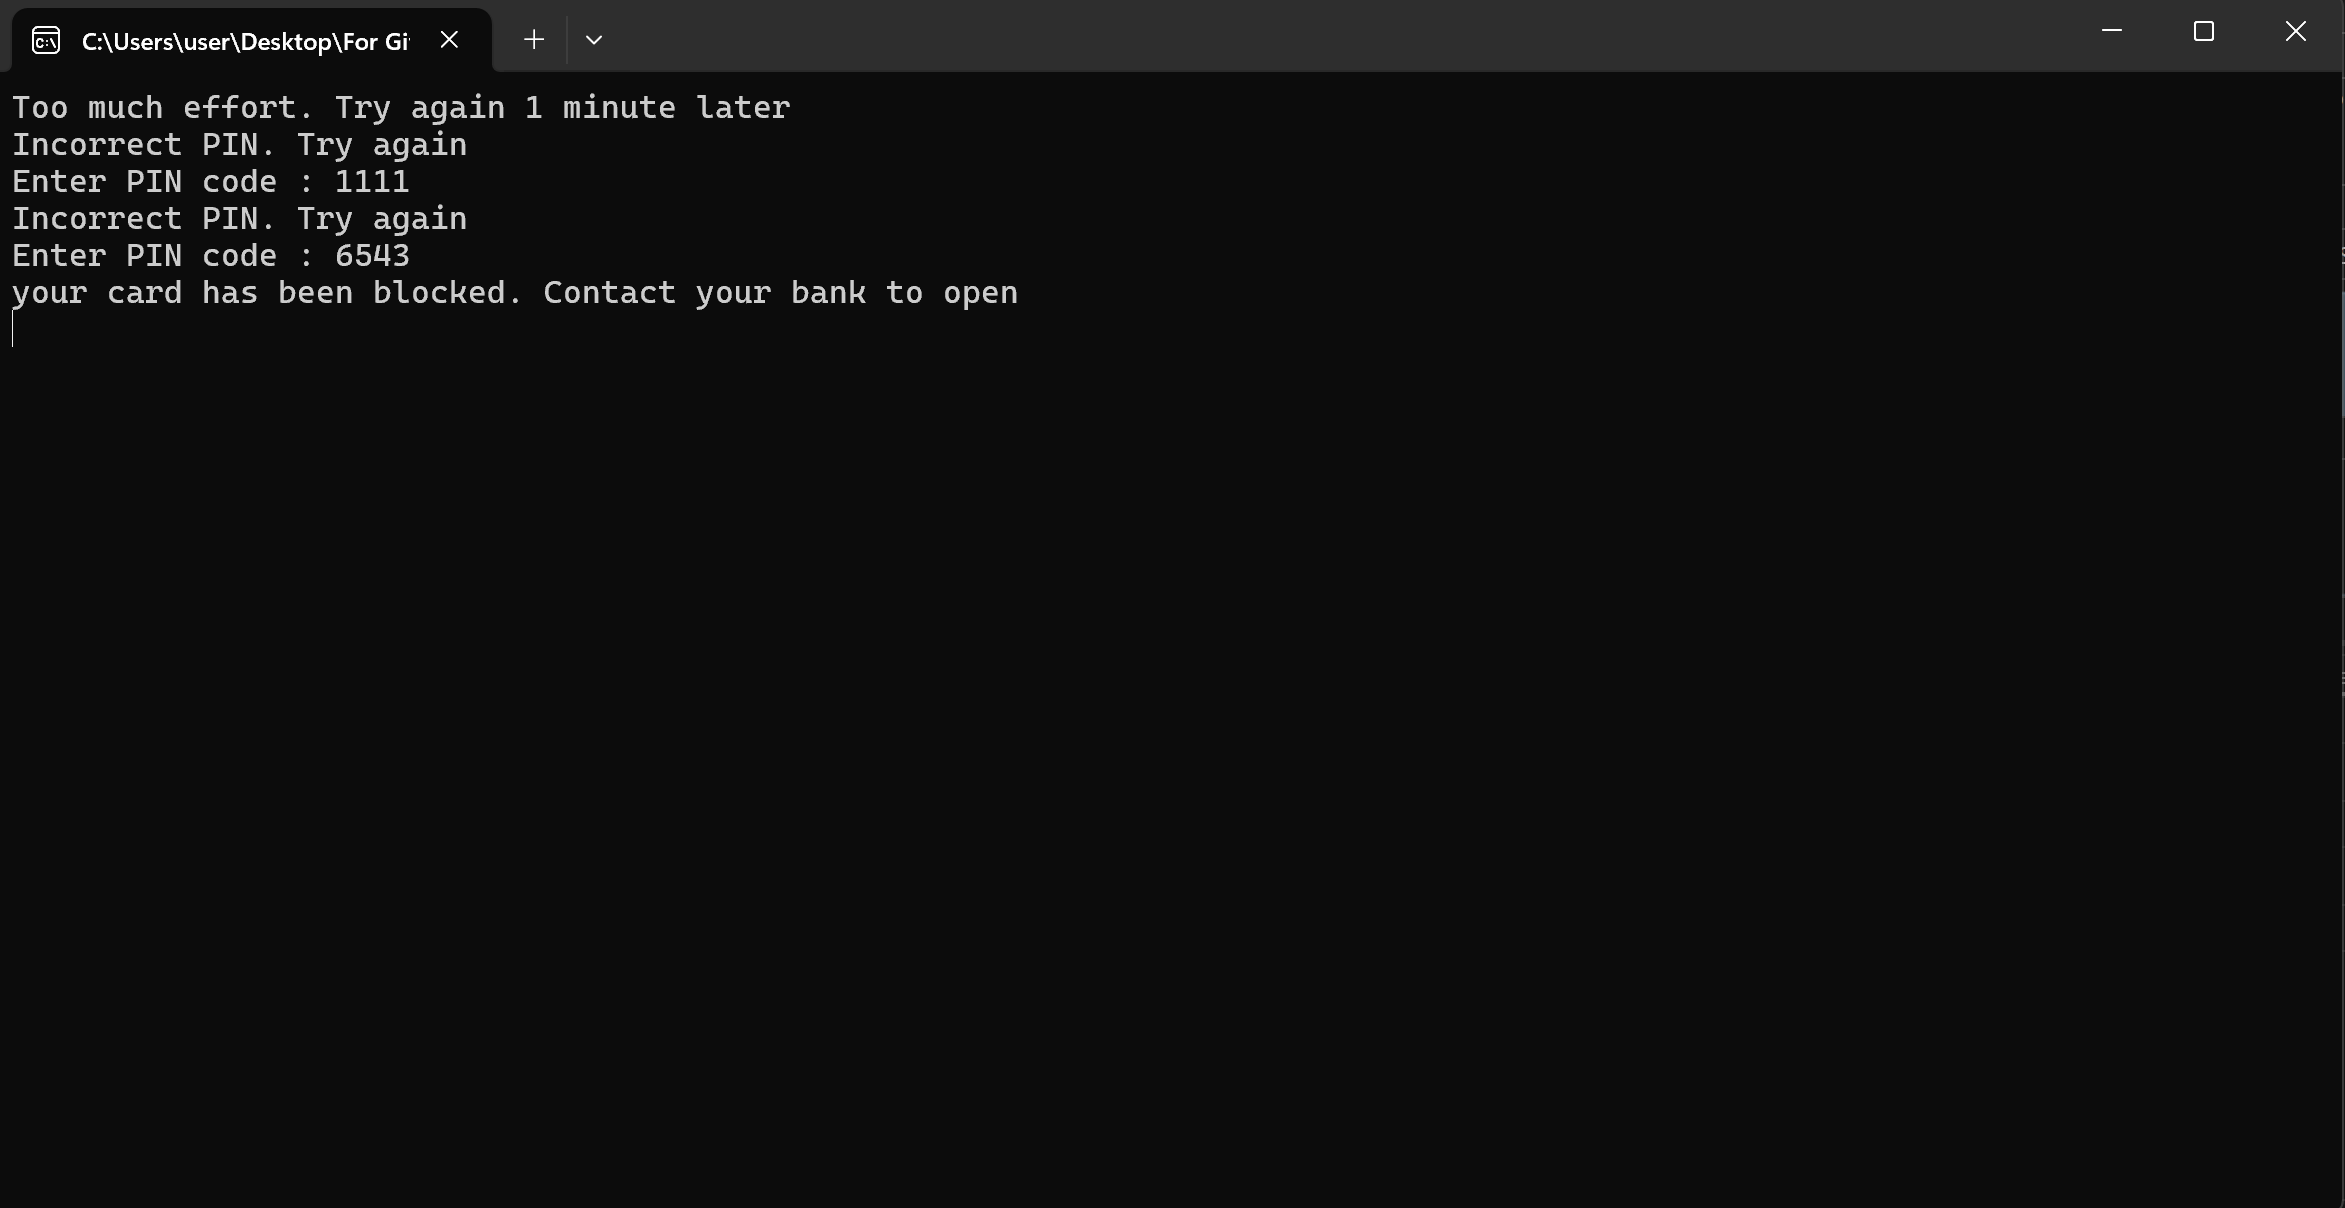 C:\Users\user\Desktop\For Gi
Too much effort. Try again 1 minute later
Incorrect PIN. Try again
Enter PIN code : 1111
Incorrect PIN. Try again
Enter PIN code : 6543
your card has been blocked. Contact your bank to open